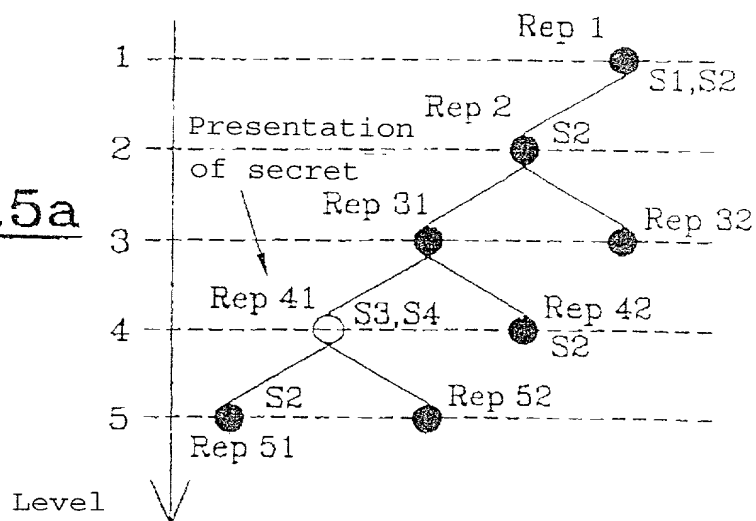 Rep 1
1
S1,S2
Rep 2
Presentation
2
S2
of secret
5a
Rep 31
Rep 32
3
Rep 41
S3,S4
Rep 42
4
S2
S2
Rep 52
5
Rep 51
Level